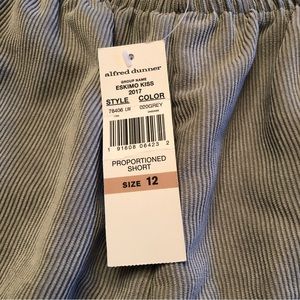 alfred dunner
GROUP NAME
ESKIMO KISS
2017
STYLE COLOR
78406 UW 020GREY
1 91608 06423 2
PROPORTIONED
SHORT
SIZE 12